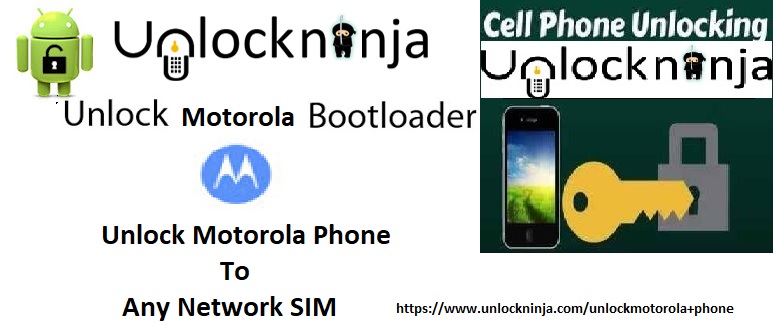 Unlockninja
Unlock Motorola Bootloader
Unlock Motorola Phone
To
Any Network SIM
Cell Phone Unlocking
Unlockninja
https://www.unlockninja.com/unlockmotorola+phone